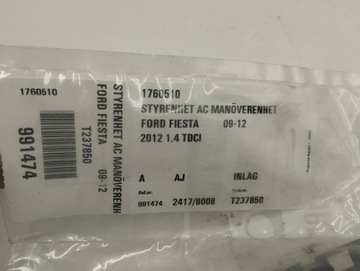 1760510
991474
STYRENHET AC MANÖVERENH
FORD FIESTA 09-12
T237850
1760510
STYRENHET AC MANÖVERENHET
FORD FIESTA 09-12
2012 1.4 TDCI
A AJ INLAG
Ref.nr.
991474 2417/8008 T237850